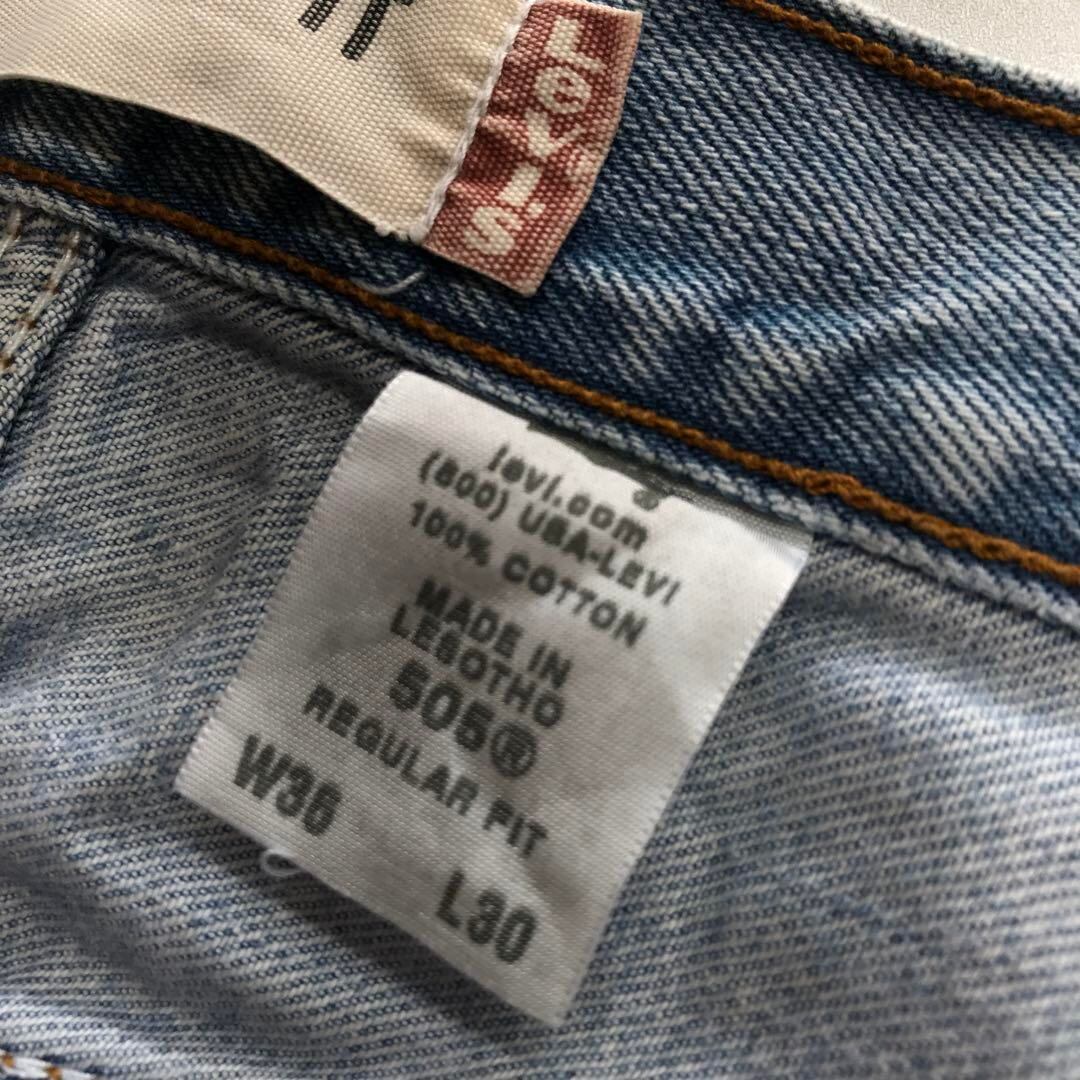 LEVI'S
levi.com
(800) USA-LEVI
100% COTTON
MADE IN
LESOTHO
505®
REGULAR FIT
W36 L30